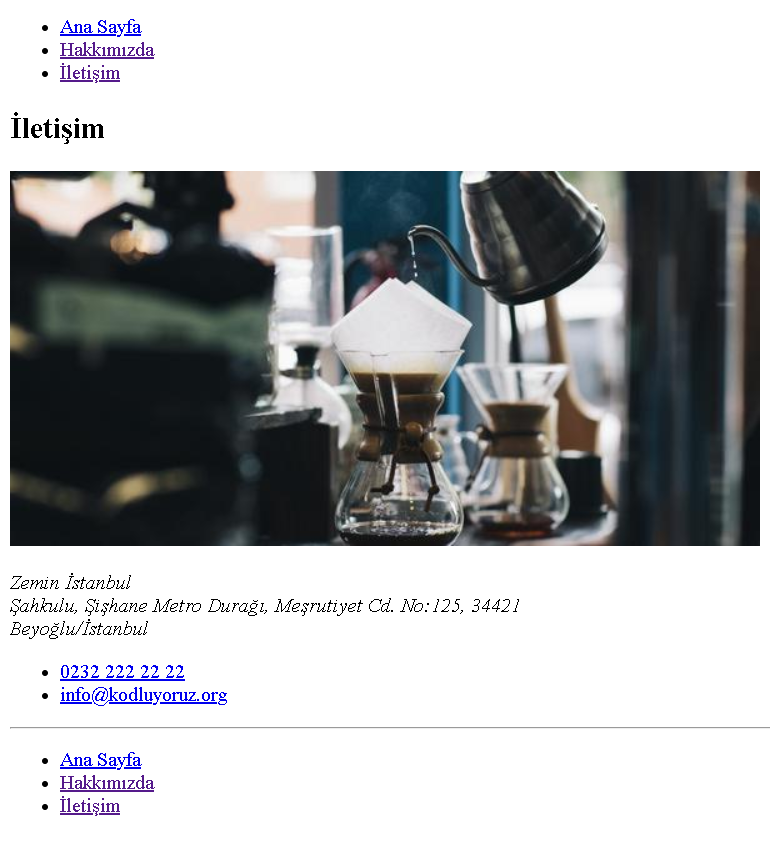 Ana Sayfa
Hakkımızda
İletişim
İletişim
Zemin İstanbul
Şahkulu, Şişhane Metro Durağı, Meşrutiyet Cd. No:125, 34421
Beyoğlu/İstanbul
0232 222 22 22
info@kodluyoruz.org
Ana Sayfa
Hakkımızda
İletişim